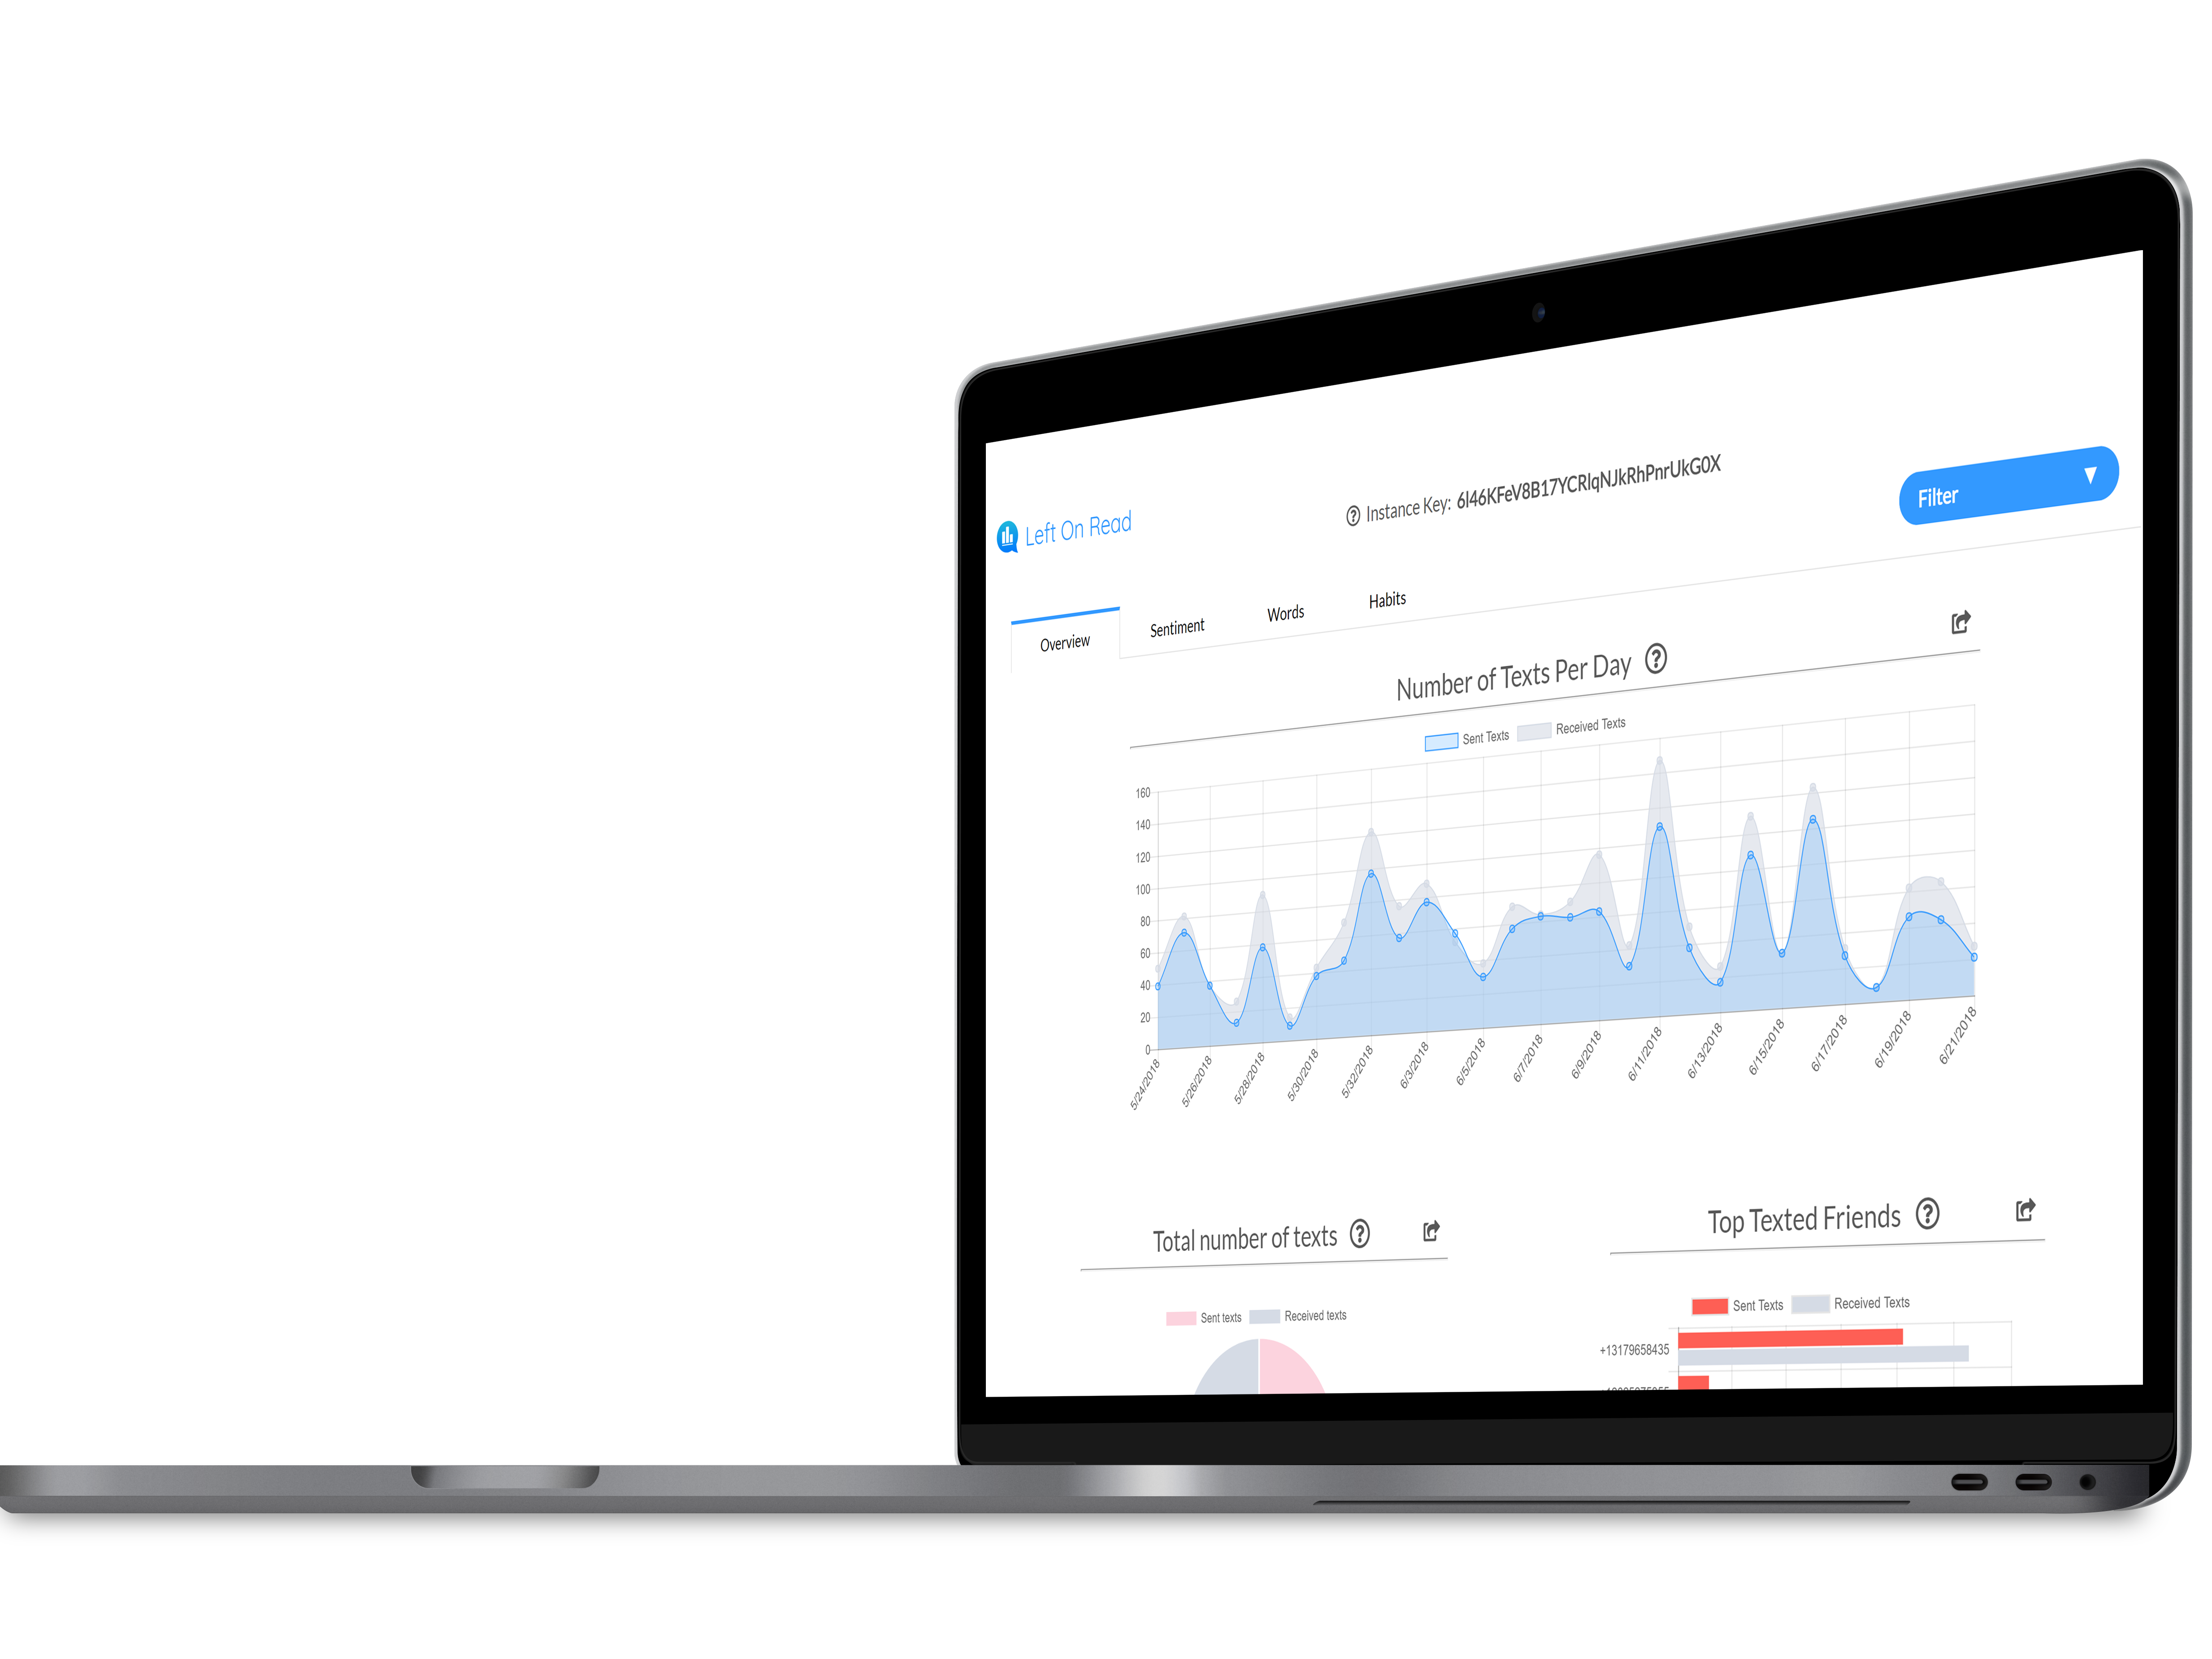 Left On Read
Instance Key: 6l46KFeV8B17YCRlqNJkRhPnrUkG0X
Filter
Overview
Sentiment
Words
Habits
Number of Texts Per Day
Sent Texts
Received Texts
160
140
120
100
80
60
40
20
0
5/24/2018
5/26/2018
5/28/2018
5/30/2018
5/32/2018
6/3/2018
6/5/2018
6/7/2018
6/9/2018
6/11/2018
6/13/2018
6/15/2018
6/17/2018
6/19/2018
6/21/2018
Total number of texts
Sent texts
Received texts
Top Texted Friends
Sent Texts
Received Texts
+13179658435